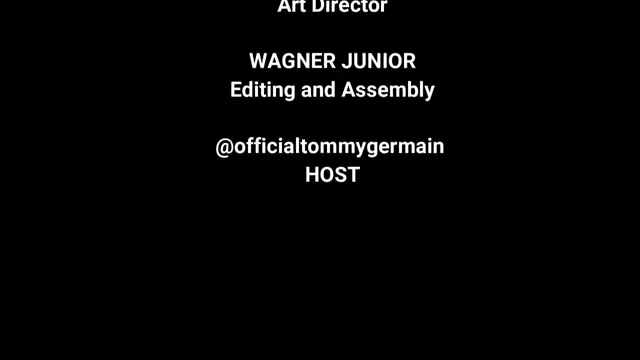 Art Director
WAGNER JUNIOR
Editing and Assembly
@officialtommygermain
HOST